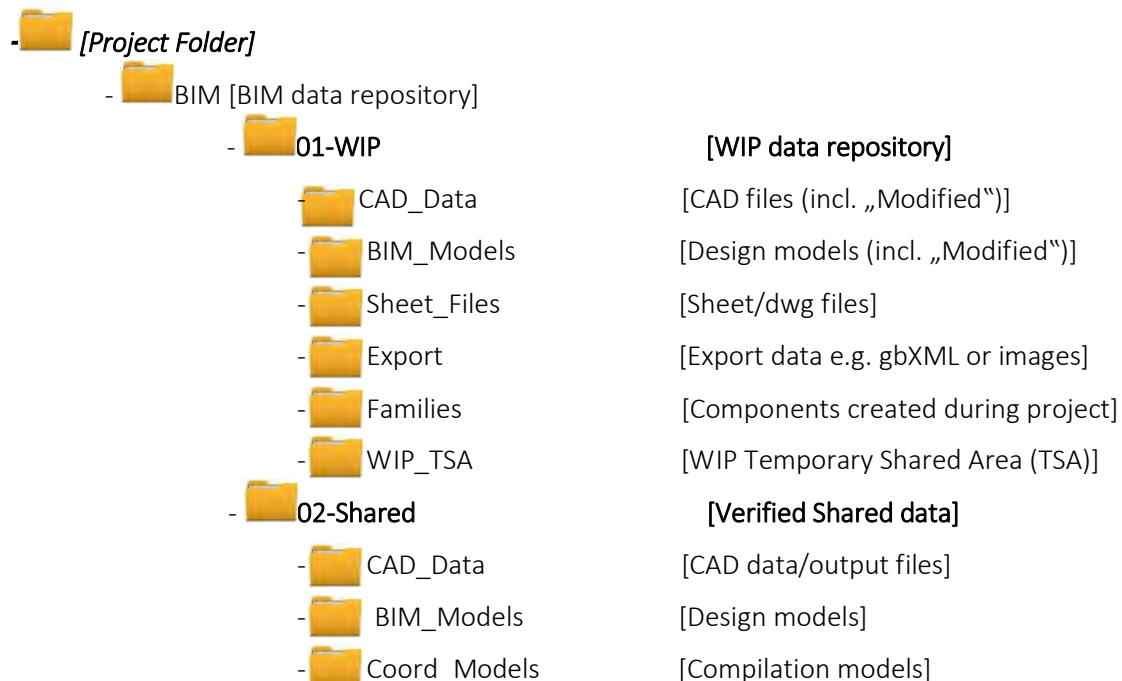 - [Project Folder]
- BIM [BIM data repository]
- 01-WIP [WIP data repository]
- CAD_Data [CAD files (incl. „Modified‟)]
- BIM_Models [Design models (incl. „Modified‟)]
- Sheet_Files [Sheet/dwg files]
- Export [Export data e.g. gbXML or images]
- Families [Components created during project]
- WIP_TSA [WIP Temporary Shared Area (TSA)]
- 02-Shared [Verified Shared data]
- CAD_Data [CAD data/output files]
- BIM_Models [Design models]
- Coord_Models [Compilation models]